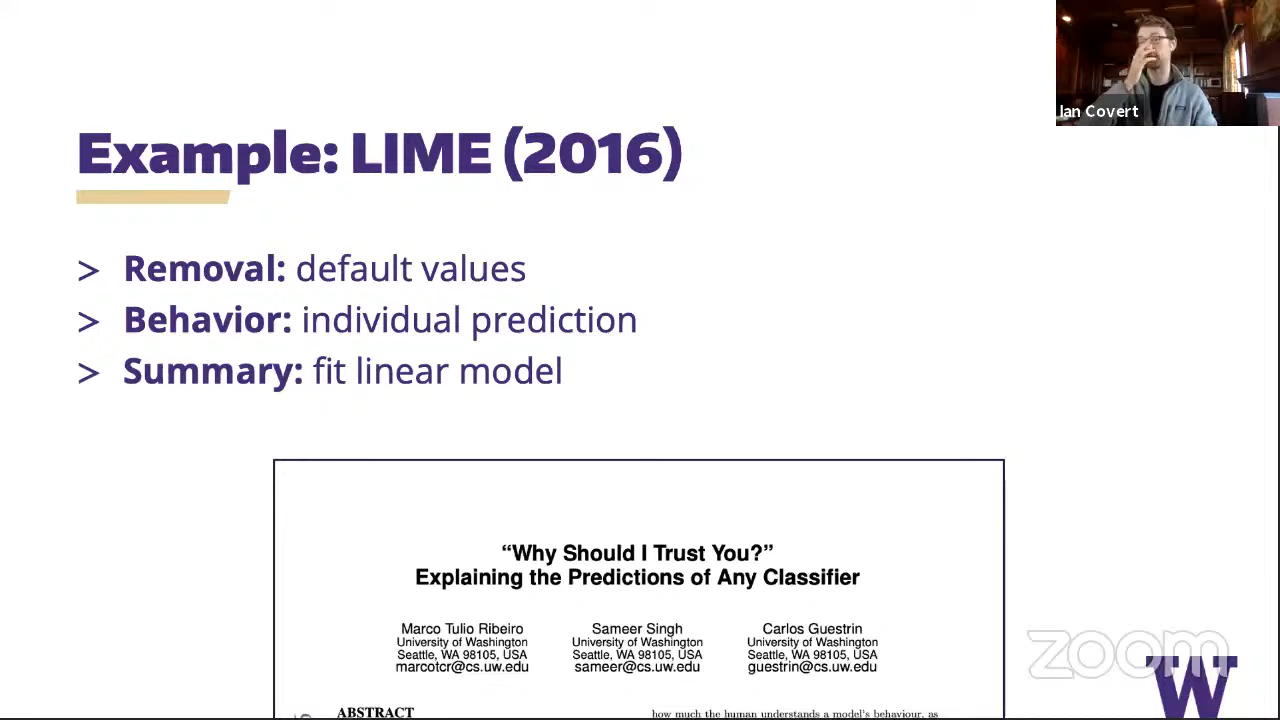 Ian Covert
Example: LIME (2016)
> Removal: default values
> Behavior: individual prediction
> Summary: fit linear model
“Why Should I Trust You?”
Explaining the Predictions of Any Classifier
Marco Tulio Ribeiro
University of Washington
Seattle, WA 98105, USA
marcotcr@cs.uw.edu
Sameer Singh
University of Washington
Seattle, WA 98105, USA
sameer@cs.uw.edu
Carlos Guestrin
University of Washington
Seattle, WA 98105, USA
guestrin@cs.uw.edu
ABSTRACT
how much the human understands a model's behaviour, as
zoom
W